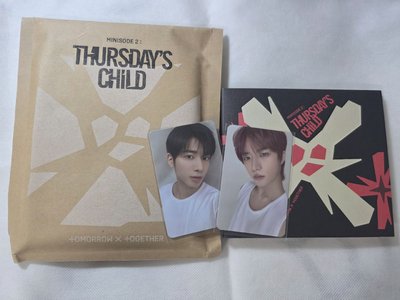 MINISODE 2:
THURSDAY'S
CHILD
TOMORROW X TOGETHER
MINISODE 2:
THURSDAY'S
CHILD